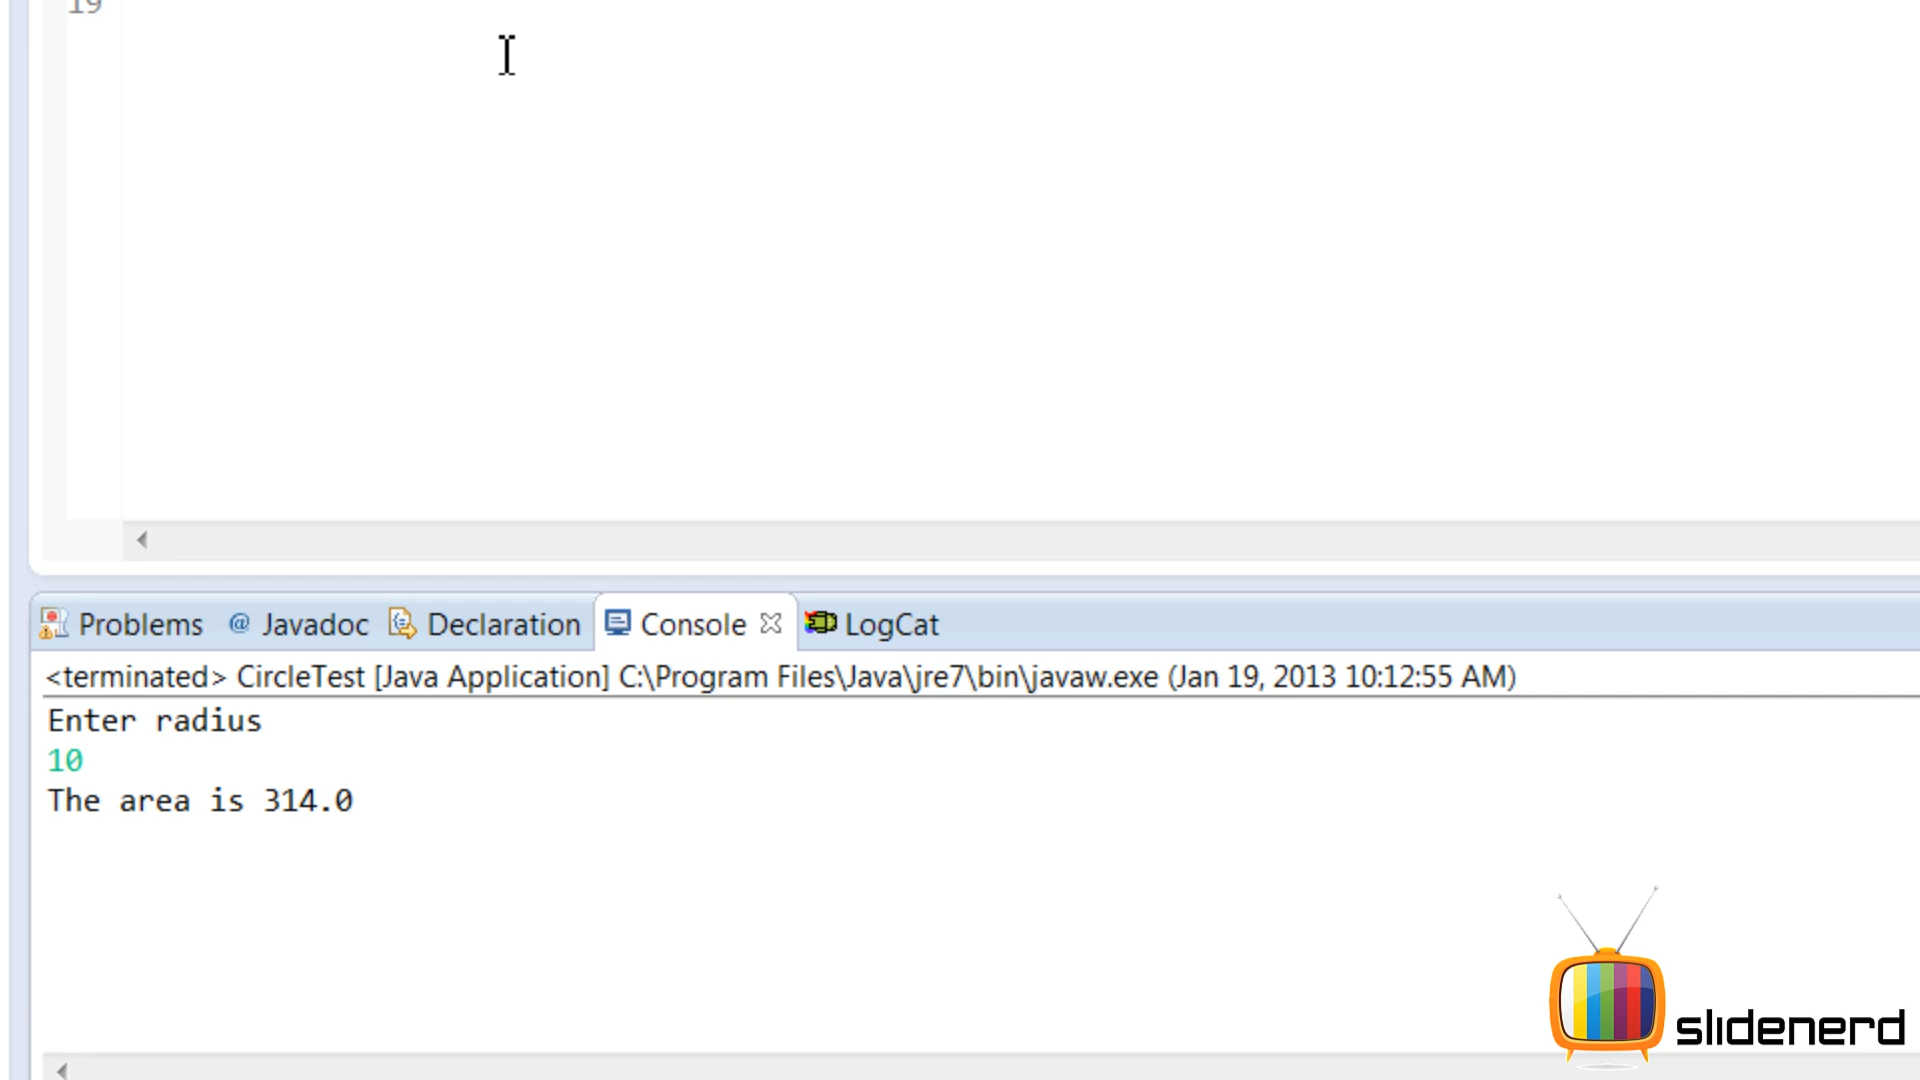 19
Problems @ Javadoc Declaration Console LogCat
<terminated> CircleTest [Java Application] C:\Program Files\Java\jre7\bin\javaw.exe (Jan 19, 2013 10:12:55 AM)
Enter radius
10
The area is 314.0
slidenerd